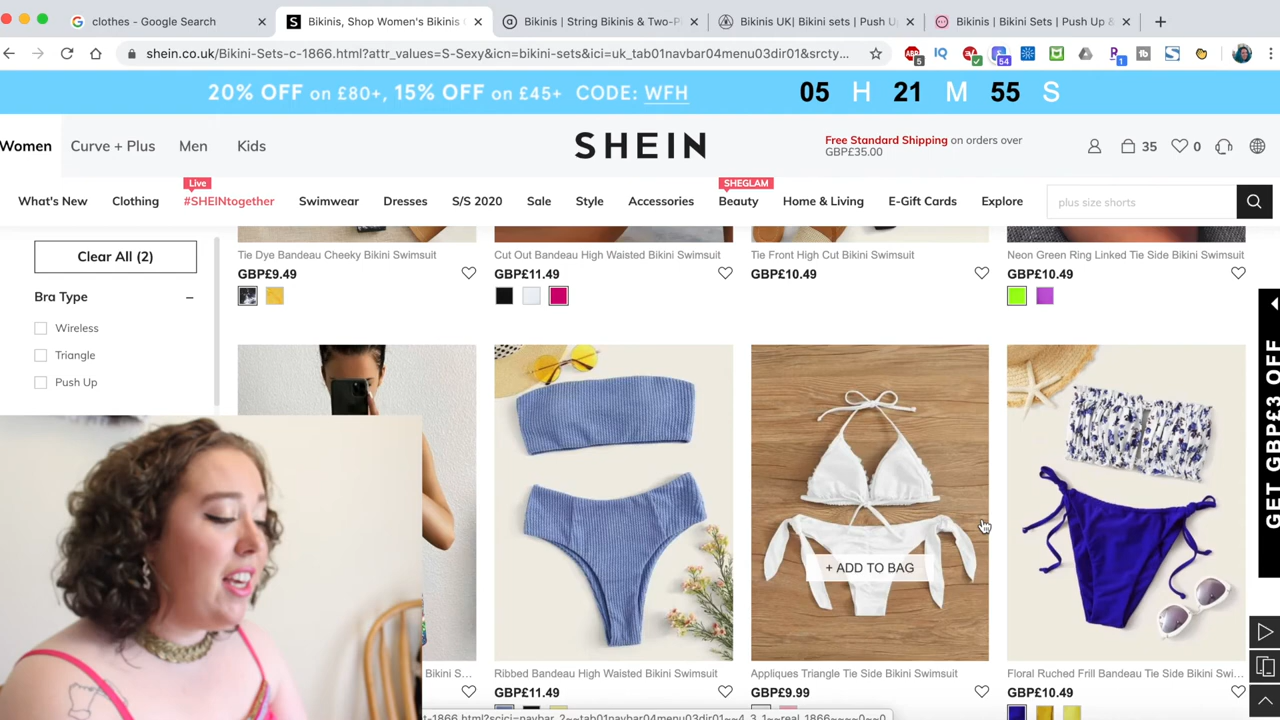 clothes - Google Search
Bikinis, Shop Women's Bikinis
Bikinis | String Bikinis & Two-Pi
Bikinis UK| Bikini sets | Push Up
Bikinis | Bikini Sets | Push Up &
shein.co.uk/Bikini-Sets-c-1866.html?attr_values=S-Sexy&icn=bikini-sets&ici=uk_tab01navbar04menu03dir01&srcty...
20% OFF on £80+, 15% OFF on £45+ CODE: WFH 05 H 21 M 55 S
Women Curve + Plus Men Kids
SHEIN
Free Standard Shipping on orders over
GBP£35.00
35 0
Live
SHEGLAM
What's New Clothing #SHEINtogether Swimwear Dresses S/S 2020 Sale Style Accessories Beauty Home & Living E-Gift Cards Explore
plus size shorts
Clear All (2)
Bra Type
Wireless
Triangle
Push Up
Tie Dye Bandeau Cheeky Bikini Swimsuit
GBP£9.49
Cut Out Bandeau High Waisted Bikini Swimsuit
GBP£11.49
Tie Front High Cut Bikini Swimsuit
GBP£10.49
Neon Green Ring Linked Tie Side Bikini Swimsuit
GBP£10.49
GET GBP£3 OFF
+ ADD TO BAG
Bikini S...
Ribbed Bandeau High Waisted Bikini Swimsuit
GBP£11.49
Appliques Triangle Tie Side Bikini Swimsuit
GBP£9.99
Floral Ruched Frill Bandeau Tie Side Bikini Swi...
GBP£10.49